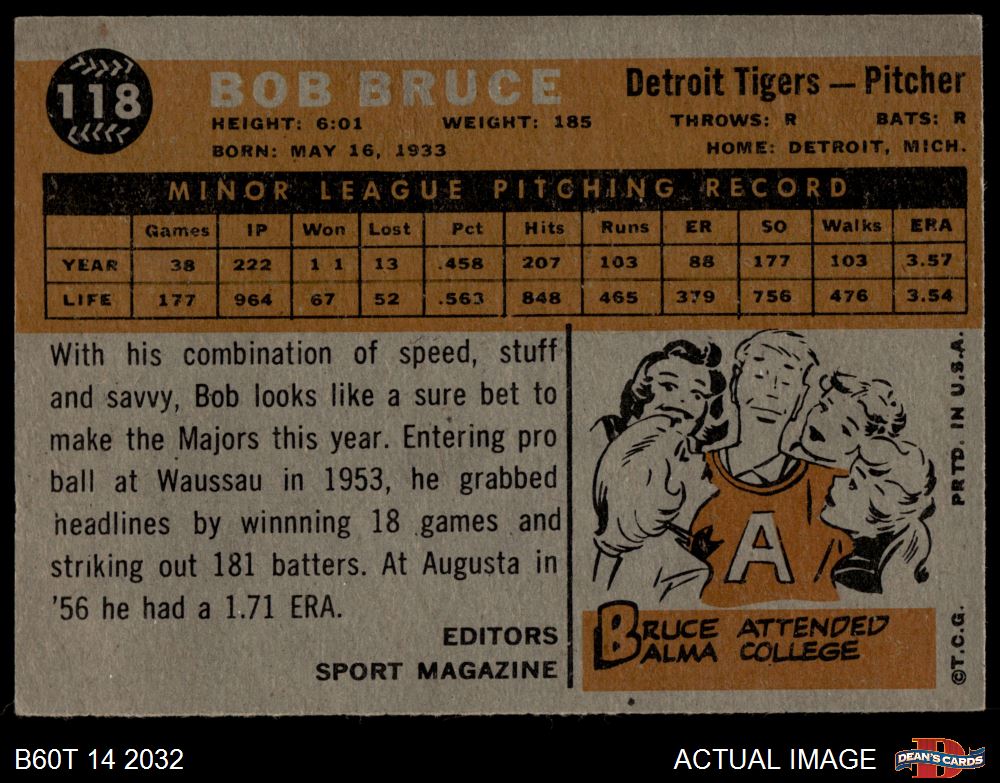 118
BOB BRUCE
Detroit Tigers — Pitcher
HEIGHT: 6:01 WEIGHT: 185 THROWS: R BATS: R
BORN: MAY 16, 1933 HOME: DETROIT, MICH.
MINOR LEAGUE PITCHING RECORD
Games IP Won Lost Pct Hits Runs ER SO Walks ERA
YEAR 38 222 1 1 13 .458 207 103 88 177 103 3.57
LIFE 177 964 67 52 .563 848 465 379 756 476 3.54
With his combination of speed, stuff
and savvy, Bob looks like a sure bet to
make the Majors this year. Entering pro
ball at Waussau in 1953, he grabbed
headlines by winnning 18 games and
striking out 181 batters. At Augusta in
'56 he had a 1.71 ERA.
EDITORS
SPORT MAGAZINE
A
BRUCE ATTENDED
ALMA COLLEGE
PRTD. IN U.S.A.
©T.C.G.
B60T 14 2032
ACTUAL IMAGE
D
DEAN'S CARDS